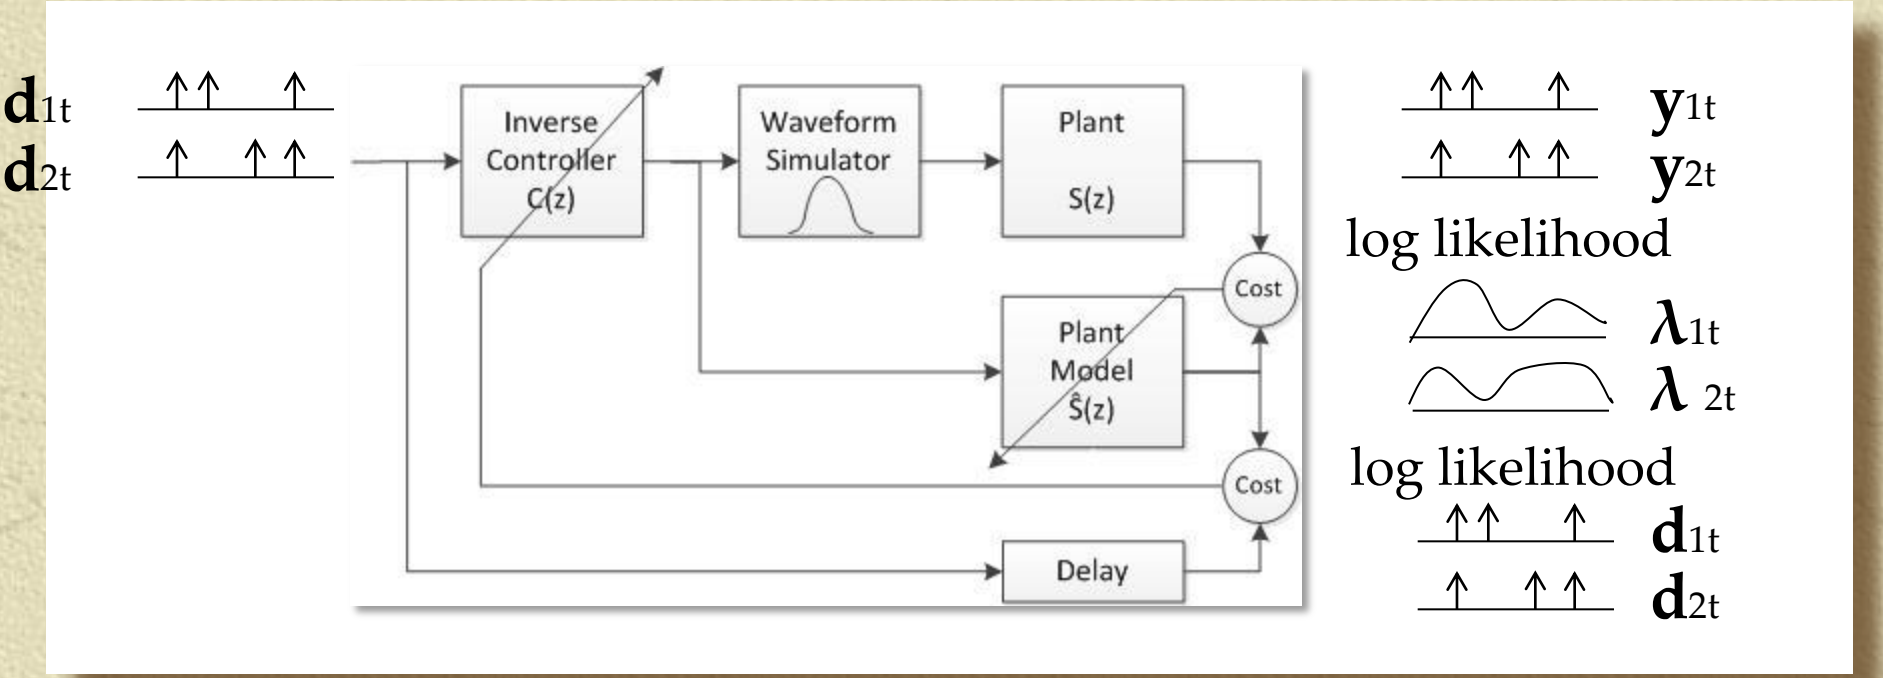 d1t
d2t
Inverse
Controller
C(z)
Waveform
Simulator
Plant
S(z)
Cost
Plant
Model
Ŝ(z)
Cost
Delay
y1t
y2t
log likelihood
λ1t
λ 2t
log likelihood
d1t
d2t